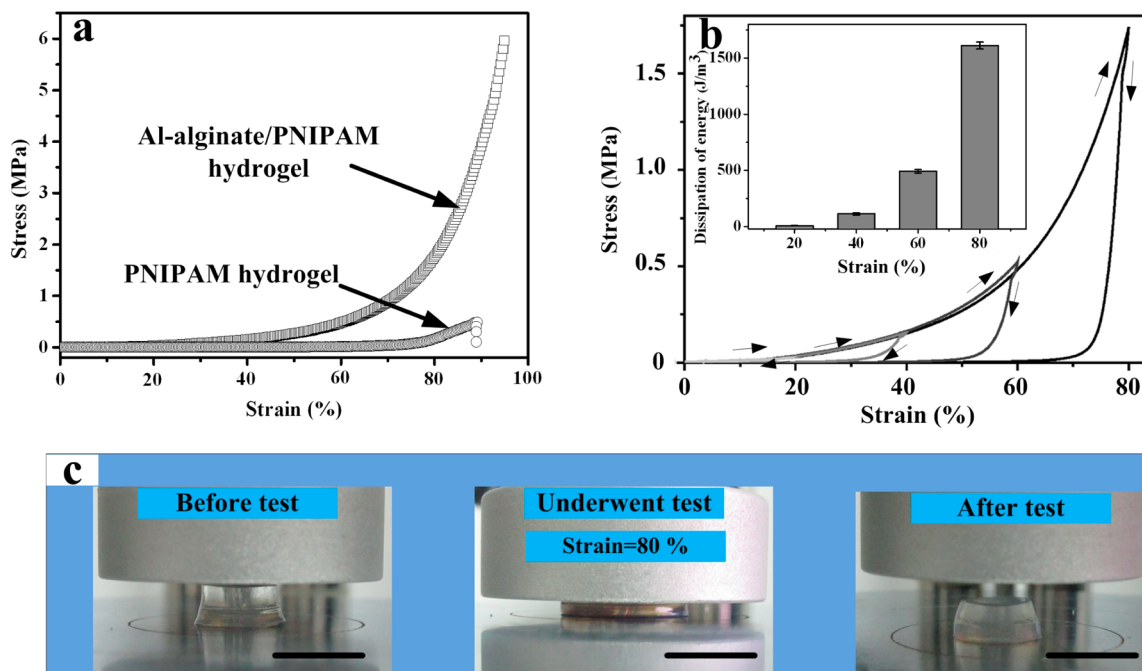 a
Stress (MPa)
6
5
4
3
2
1
0
Al-alginate/PNIPAM
hydrogel
PNIPAM hydrogel
0 20 40 60 80 100
Strain (%)
b
Stress (MPa)
1.5
1.0
0.5
0
0 20 40 60 80
Strain (%)
Dissipation of energy (J/m³)
1500
1000
500
0
20 40 60 80
Strain (%)
c
Before test
Underwent test
Strain=80 %
After test